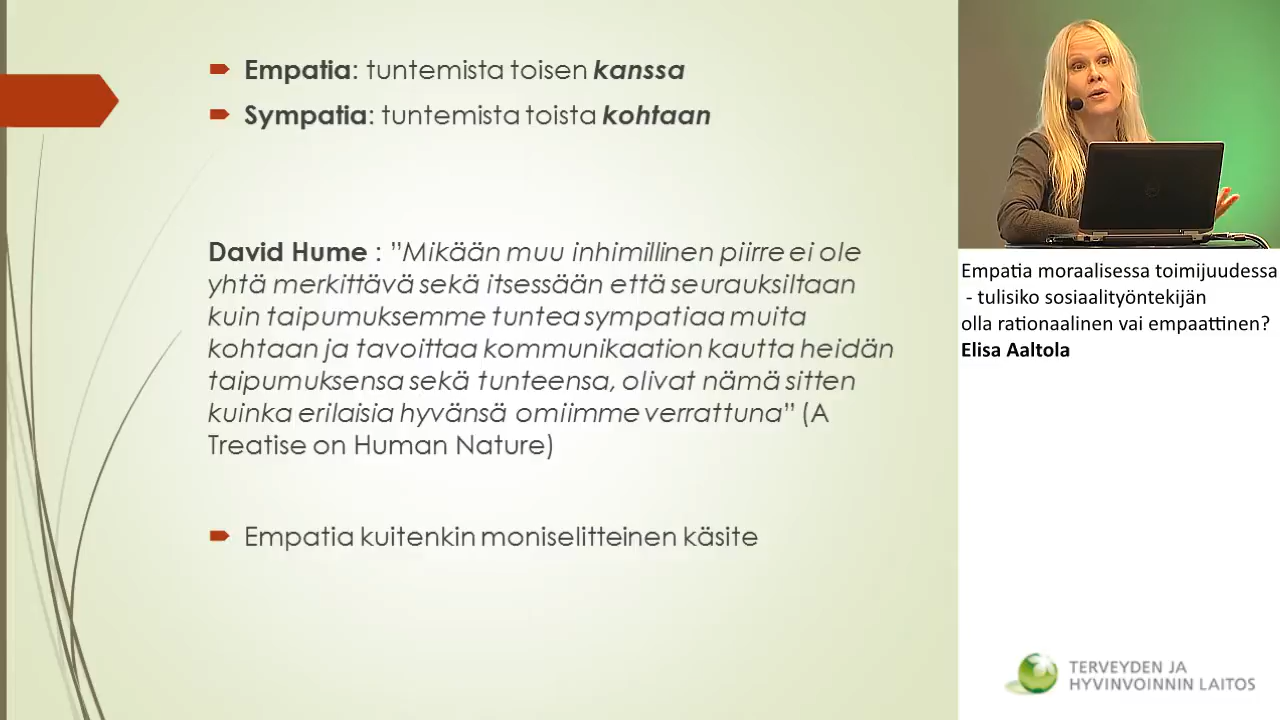 Empatia: tuntemista toisen kanssa
Sympatia: tuntemista toista kohtaan
David Hume : ”Mikään muu inhimillinen piirre ei ole
yhtä merkittävä sekä itsessään että seurauksiltaan
kuin taipumuksemme tuntea sympatiaa muita
kohtaan ja tavoittaa kommunikaation kautta heidän
taipumuksensa sekä tunteensa, olivat nämä sitten
kuinka erilaisia hyvänsä omiimme verrattuna” (A
Treatise on Human Nature)
Empatia kuitenkin moniselitteinen käsite
Empatia moraalisessa toimijuudessa
- tulisiko sosiaalityöntekijän
olla rationaalinen vai empaattinen?
Elisa Aaltola
TERVEYDEN JA
HYVINVOINNIN LAITOS